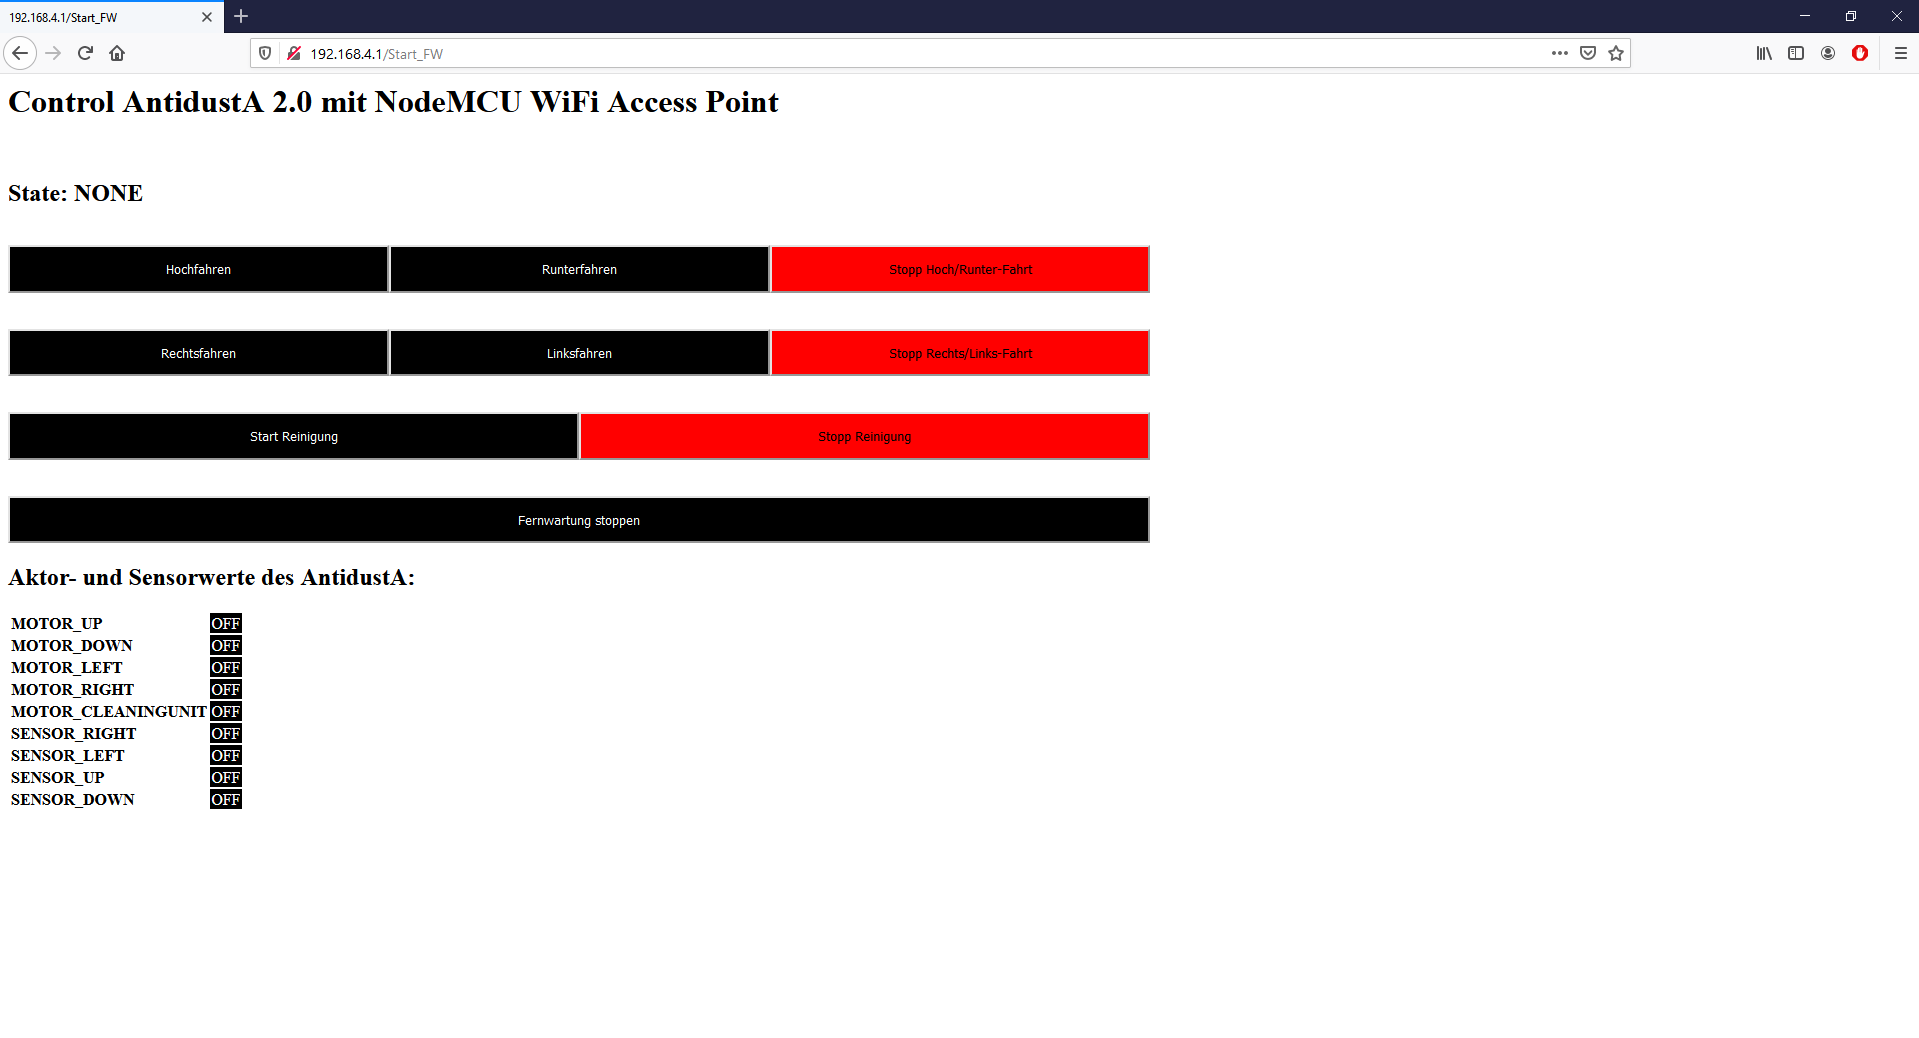 192.168.4.1/Start_FW
192.168.4.1/Start_FW
Control AntidustA 2.0 mit NodeMCU WiFi Access Point
State: NONE
Hochfahren Runterfahren Stopp Hoch/Runter-Fahrt
Rechtsfahren Linksfahren Stopp Rechts/Links-Fahrt
Start Reinigung Stopp Reinigung
Fernwartung stoppen
Aktor- und Sensorwerte des AntidustA:
MOTOR_UP OFF
MOTOR_DOWN OFF
MOTOR_LEFT OFF
MOTOR_RIGHT OFF
MOTOR_CLEANINGUNIT OFF
SENSOR_RIGHT OFF
SENSOR_LEFT OFF
SENSOR_UP OFF
SENSOR_DOWN OFF